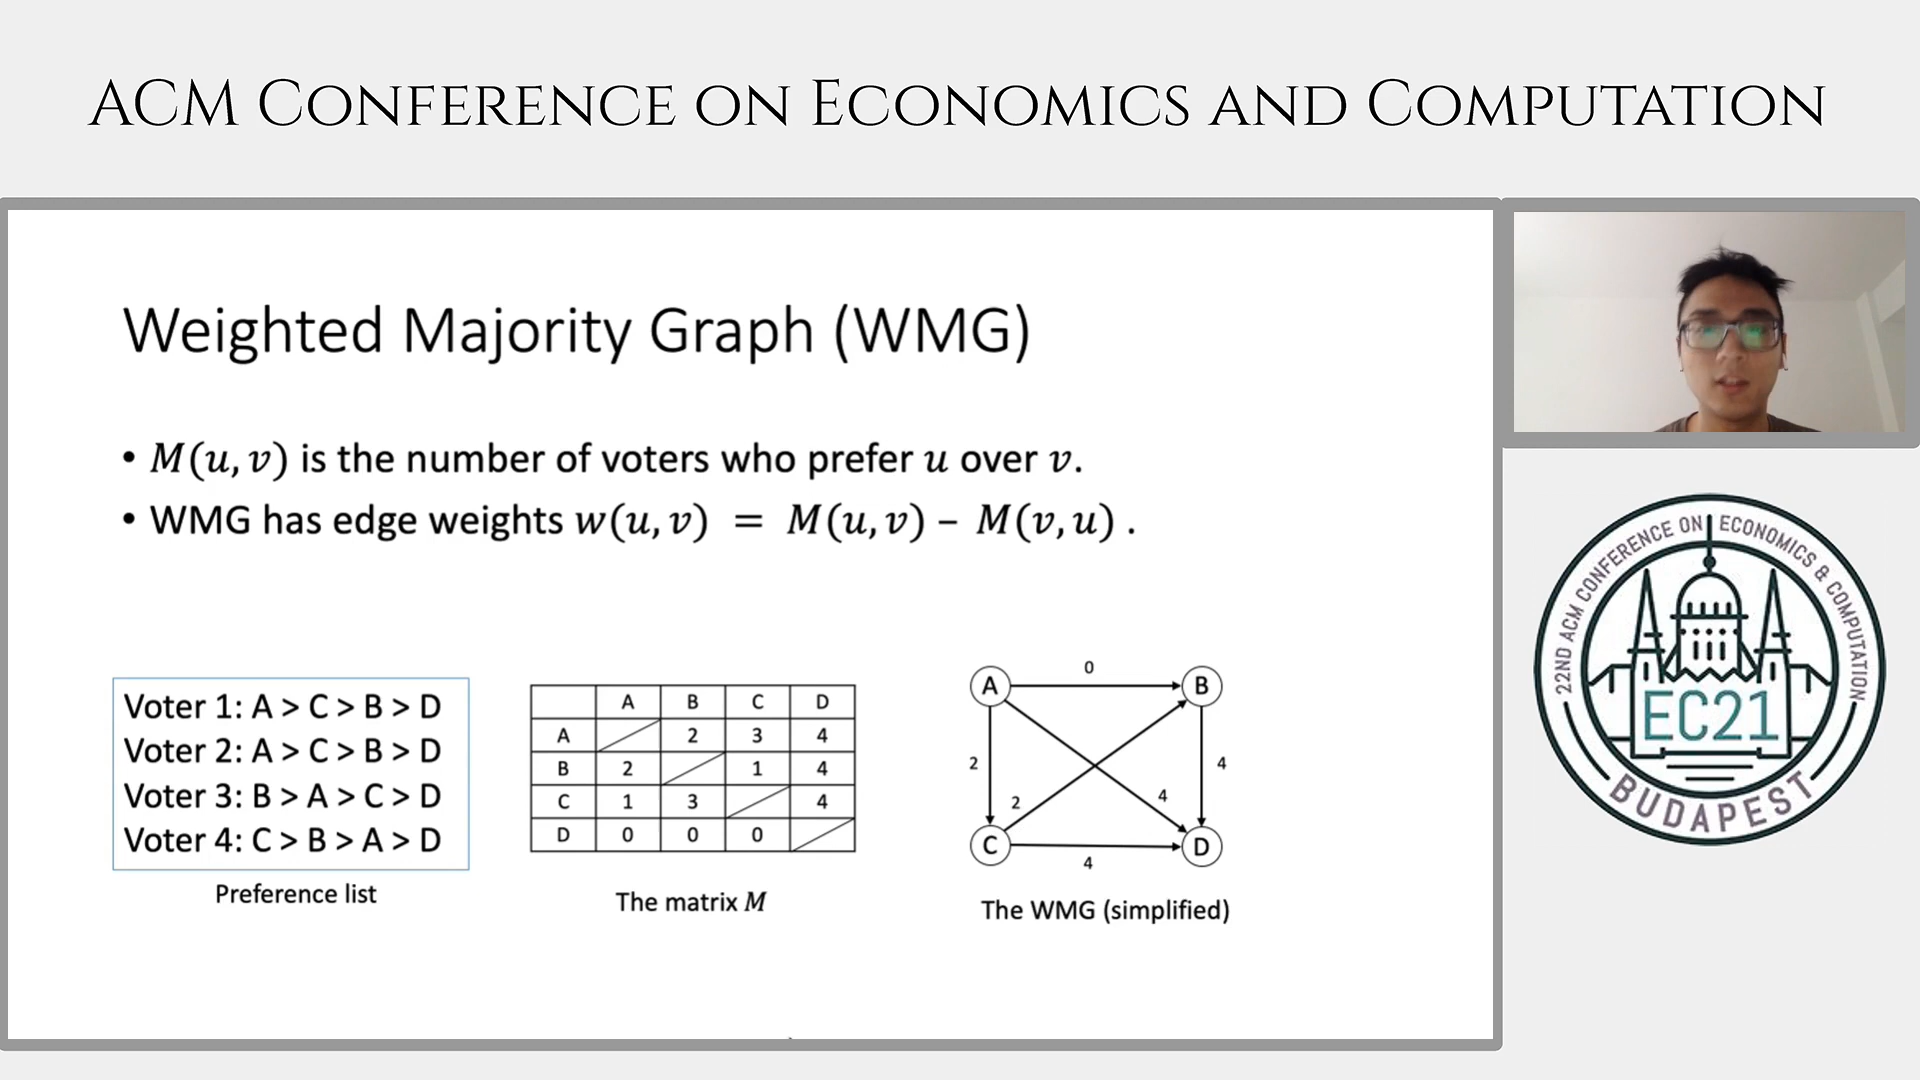 ACM Conference on Economics and Computation
Weighted Majority Graph (WMG)
• M(u, v) is the number of voters who prefer u over v.
• WMG has edge weights w(u, v) = M(u, v) – M(v, u) .
Voter 1: A > C > B > D
Voter 2: A > C > B > D
Voter 3: B > A > C > D
Voter 4: C > B > A > D
Preference list
A B C D
A 2 3 4
B 2 1 4
C 1 3 4
D 0 0 0
The matrix M
0
A B
2 4
2 4
C D
4
The WMG (simplified)
22ND ACM CONFERENCE ON ECONOMICS & COMPUTATION
EC21
BUDAPEST